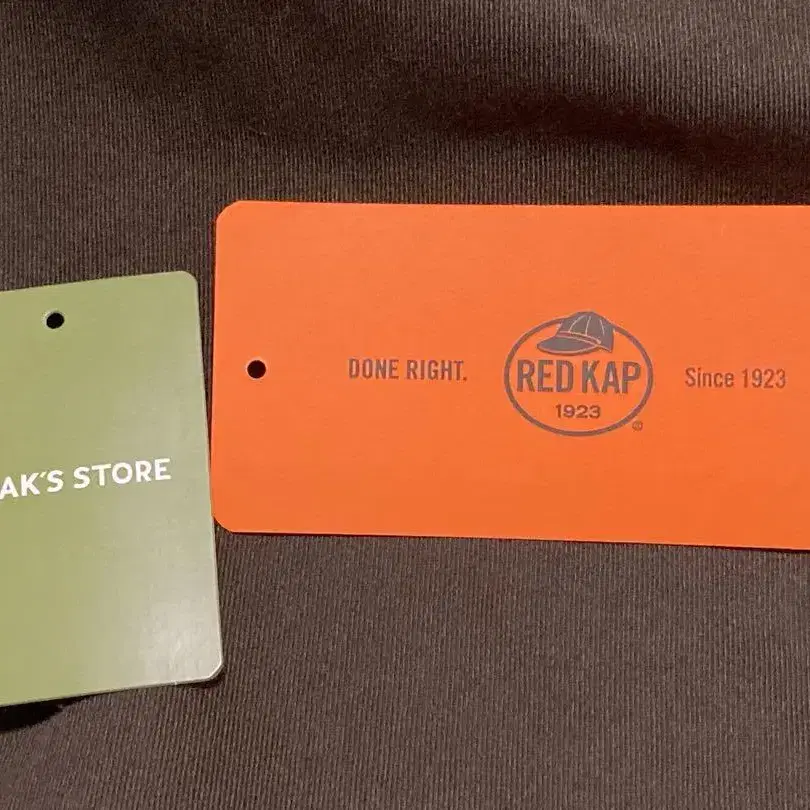 AK'S STORE
DONE RIGHT.
RED KAP
1923
®
Since 1923